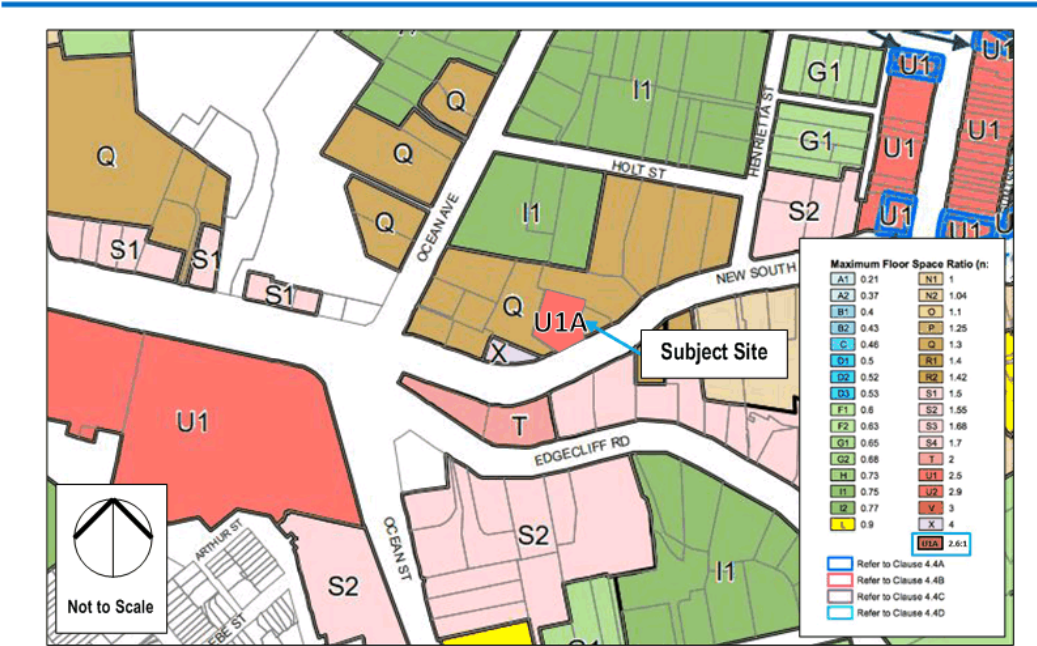 U1
U1
I1
G1
Q
U1
U1
Q
Q
G1
HENRIETTA ST
HOLT ST
I1
S2
Q
OCEAN AVE
U1
U1
S1
S1
S1
NEW SOUTH
Q
U1A
X
Subject Site
U1
T
EDGECLIFF RD
S2
OCEAN ST
I1
S2
ARTHUR ST
EBE ST
Not to Scale
Maximum Floor Space Ratio (n:
A1 0.21 N1 1
A2 0.37 N2 1.04
B1 0.4 O 1.1
B2 0.43 P 1.25
C 0.46 Q 1.3
D1 0.5 R1 1.4
D2 0.52 R2 1.42
D3 0.53 S1 1.5
F1 0.6 S2 1.55
F2 0.63 S3 1.68
G1 0.65 S4 1.7
G2 0.68 T 2
H 0.73 U1 2.5
I1 0.75 U2 2.9
I2 0.77 V 3
L 0.9 X 4
U1A 2.6:1
Refer to Clause 4.4A
Refer to Clause 4.4B
Refer to Clause 4.4C
Refer to Clause 4.4D